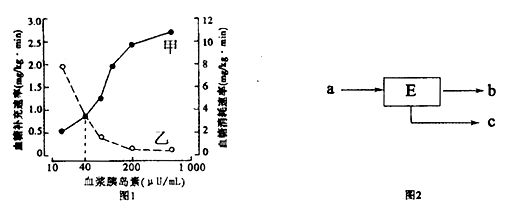 血糖补充速率(mg/kg·min)
3.0
2.5
2.0
1.5
1.0
0.5
0
甲
乙
12
10
8
6
4
2
0
血糖消耗速率(mg/kg·min)
10 40 200 1 000
血浆胰岛素(μU/mL)
图1
a E b
c
图2